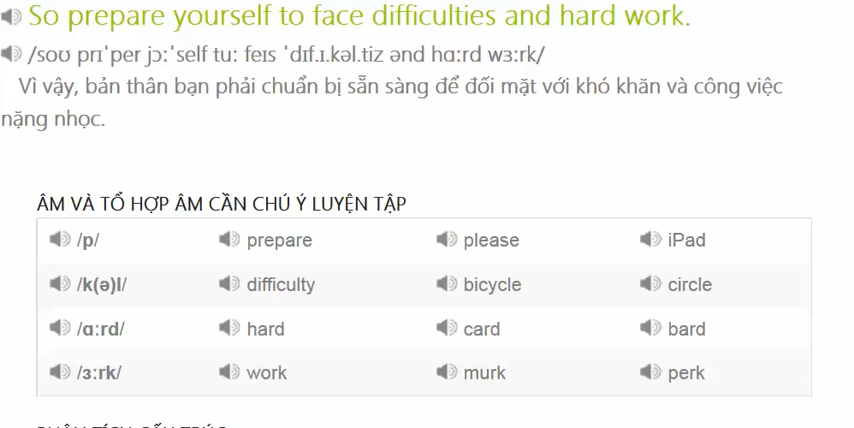 So prepare yourself to face difficulties and hard work.
/soʊ prɪˈper jɔːˈself tuː feɪs ˈdɪf.ɪ.kəl.tiz ənd hɑːrd wɜːrk/
Vì vậy, bản thân bạn phải chuẩn bị sẵn sàng để đối mặt với khó khăn và công việc
nặng nhọc.
ÂM VÀ TỔ HỢP ÂM CẦN CHÚ Ý LUYỆN TẬP
/p/ prepare please iPad
/k(ə)l/ difficulty bicycle circle
/ɑːrd/ hard card bard
/ɜːrk/ work murk perk